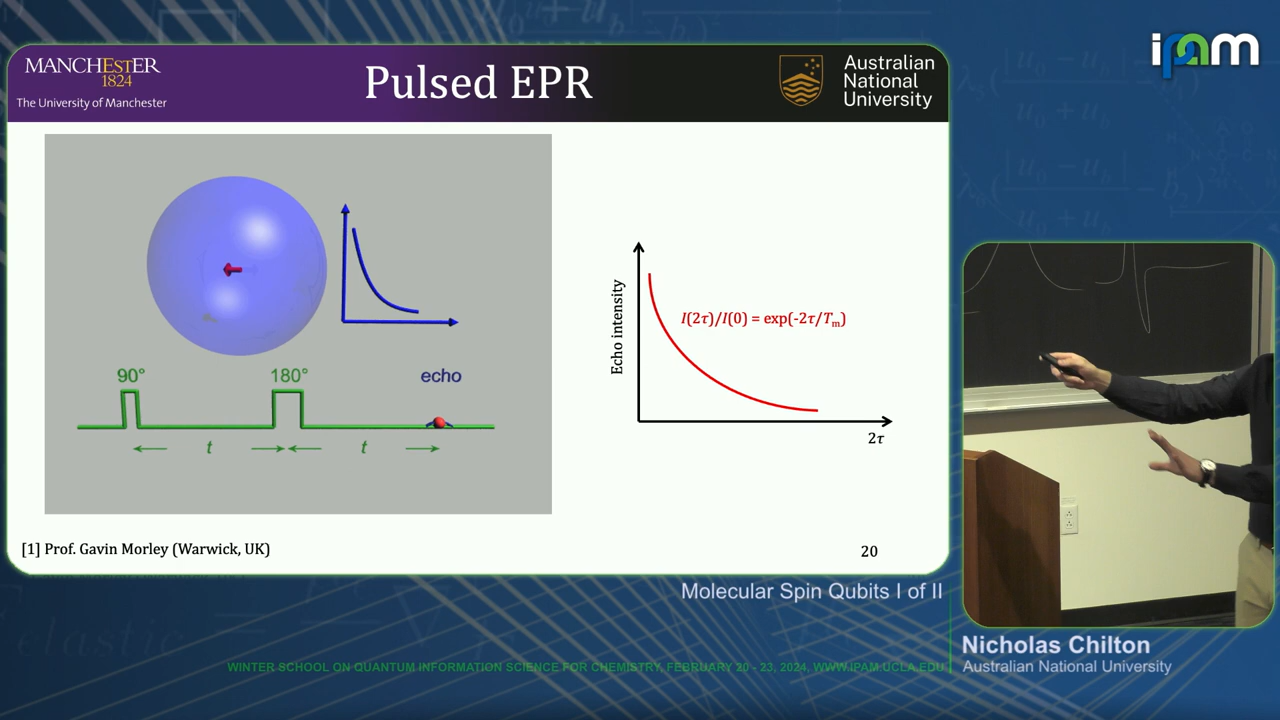 MANCHESTER
1824
The University of Manchester
Pulsed EPR
Australian
National
University
ipam
90°
180°
echo
t
t
Echo intensity
I(2τ)/I(0) = exp(-2τ/Tm)
2τ
[1] Prof. Gavin Morley (Warwick, UK)
20
Molecular Spin Qubits I of II
Nicholas Chilton
Australian National University
WINTER SCHOOL ON QUANTUM INFORMATION SCIENCE FOR CHEMISTRY, FEBRUARY 20 - 23, 2024, WWW.IPAM.UCLA.EDU
elastic